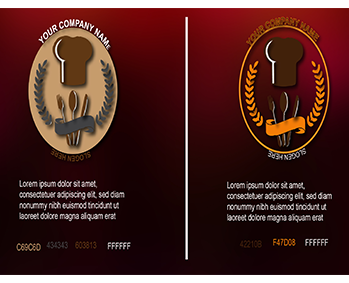 YOUR COMPANY NAME
SLOGEN HERE
Lorem ipsum dolor sit amet,
consectetuer adipiscing elit, sed diam
nonummy nibh euismod tincidunt ut
laoreet dolore magna aliquam erat
C69C6D 434343 603813 FFFFFF
YOUR COMPANY NAME
SLOGEN HERE
Lorem ipsum dolor sit amet,
consectetuer adipiscing elit, sed diam
nonummy nibh euismod tincidunt ut
laoreet dolore magna aliquam erat
42210B F47D08 FFFFFF